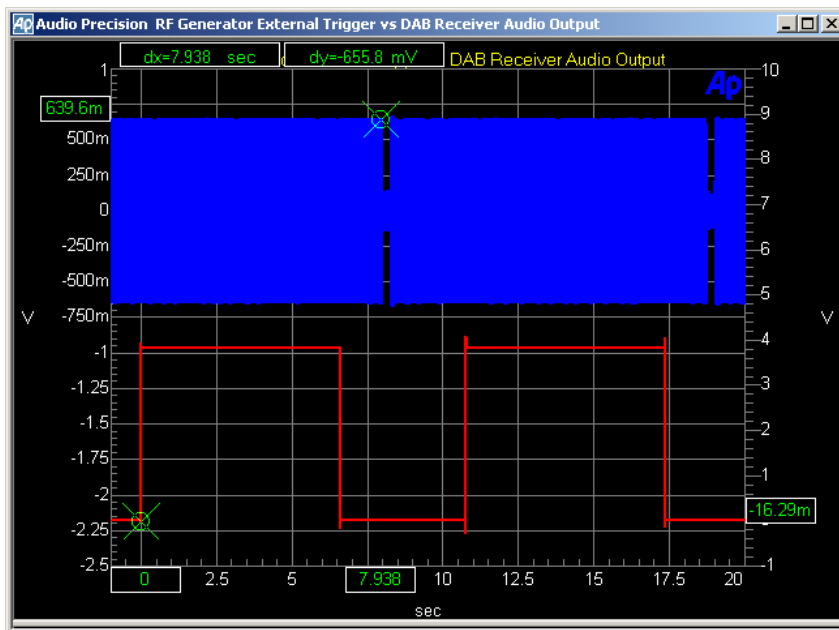 Ap Audio Precision RF Generator External Trigger vs DAB Receiver Audio Output
dx=7.938 sec
dy=-655.8 mV
DAB Receiver Audio Output
Ap
1
639.6m
500m
250m
0
-250m
-500m
-750m
-1
-1.25
-1.5
-1.75
-2
-2.25
-2.5
V
10
9
8
7
6
5
4
3
2
1
-16.29m
-1
V
0
2.5
5
7.938
10
12.5
15
17.5
20
sec